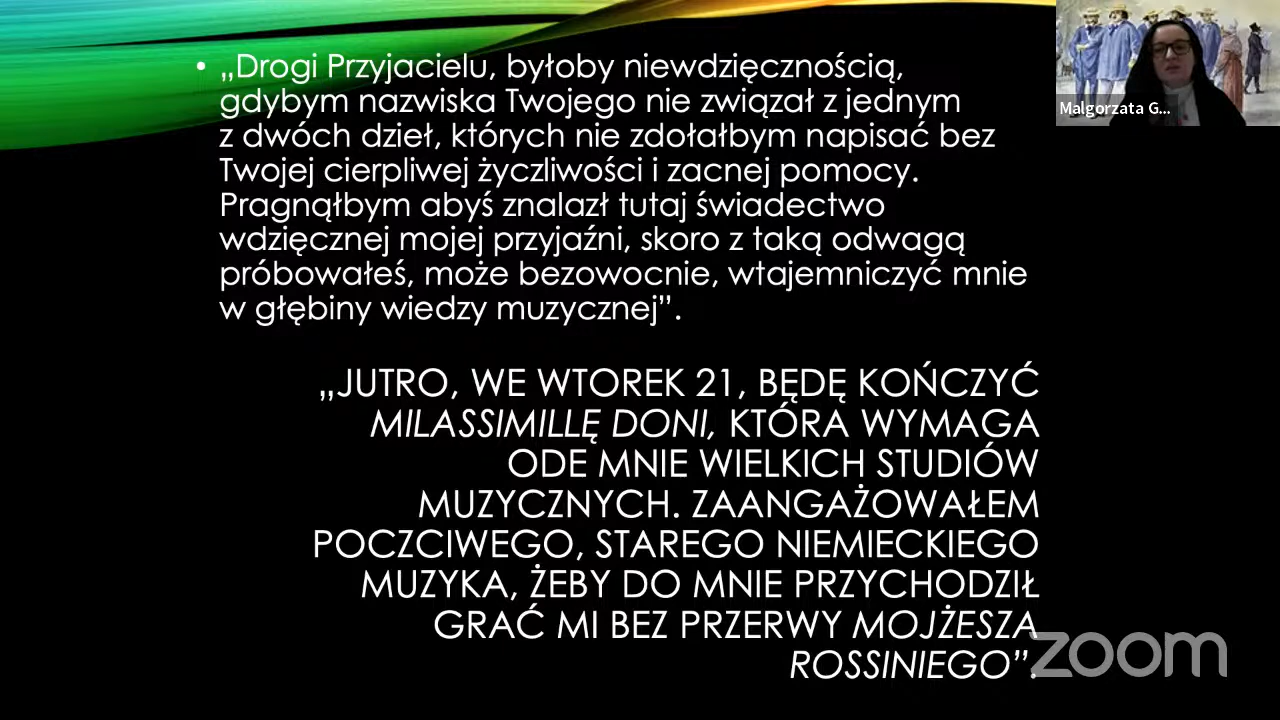 • „Drogi Przyjacielu, byłoby niewdzięcznością,
gdybym nazwiska Twojego nie związał z jednym
z dwóch dzieł, których nie zdołałbym napisać bez
Twojej cierpliwej życzliwości i zacnej pomocy.
Pragnąłbym abyś znalazł tutaj świadectwo
wdzięcznej mojej przyjaźni, skoro z taką odwagą
próbowałeś, może bezowocnie, wtajemniczyć mnie
w głębiny wiedzy muzycznej”.
„JUTRO, WE WTOREK 21, BĘDĘ KOŃCZYĆ
MILASSIMILLĘ DONI, KTÓRA WYMAGA
ODE MNIE WIELKICH STUDIÓW
MUZYCZNYCH. ZAANGAŻOWAŁEM
POCZCIWEGO, STAREGO NIEMIECKIEGO
MUZYKA, ŻEBY DO MNIE PRZYCHODZIŁ
GRAĆ MI BEZ PRZERWY MOJŻESZA
ROSSINIEGO”.
Malgorzata G...
zoom